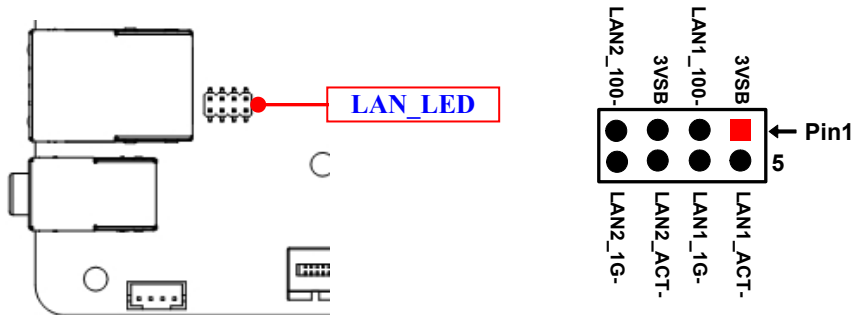 LAN_LED
LAN2_100-
3VSB
LAN1_100-
3VSB
Pin1
5
LAN2_1G-
LAN2_ACT-
LAN1_1G-
LAN1_ACT-